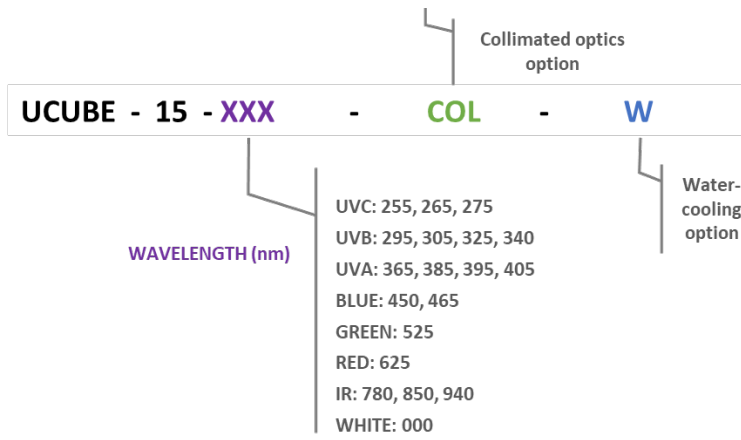 Collimated optics
option
UCUBE - 15 - XXX - COL - W
Water-
cooling
option
WAVELENGTH (nm)
UVC: 255, 265, 275
UVB: 295, 305, 325, 340
UVA: 365, 385, 395, 405
BLUE: 450, 465
GREEN: 525
RED: 625
IR: 780, 850, 940
WHITE: 000